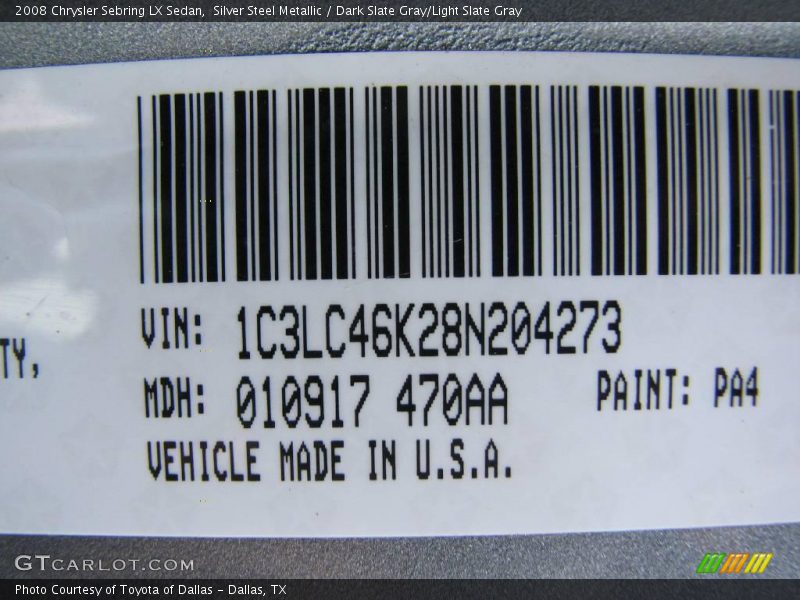 2008 Chrysler Sebring LX Sedan, Silver Steel Metallic / Dark Slate Gray/Light Slate Gray
VIN: 1C3LC46K28N204273
TY,
MDH: 010917 470AA PAINT: PA4
VEHICLE MADE IN U.S.A.
GTCARLOT.COM
Photo Courtesy of Toyota of Dallas - Dallas, TX